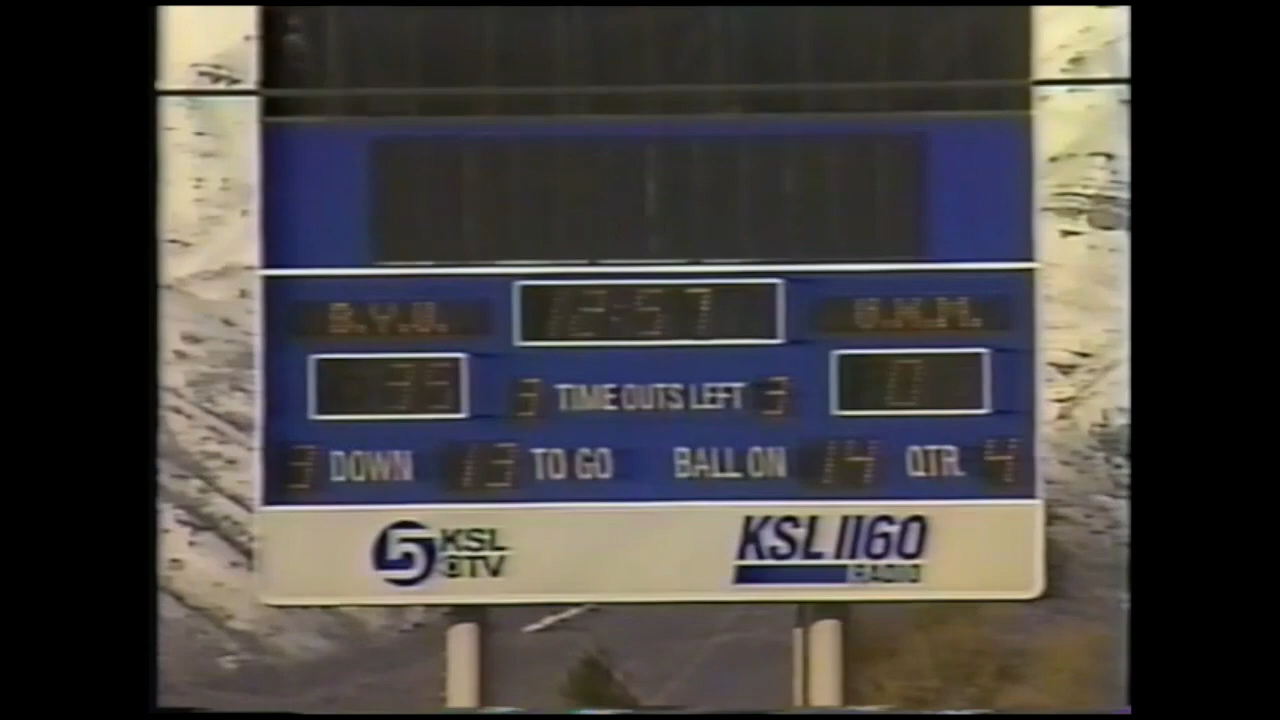 B.Y.U. 12:57 U.N.M.
35 3 TIME OUTS LEFT 3 0
3 DOWN 13 TO GO BALL ON 14 QTR. 4
5 KSL TV KSL 1160
RADIO